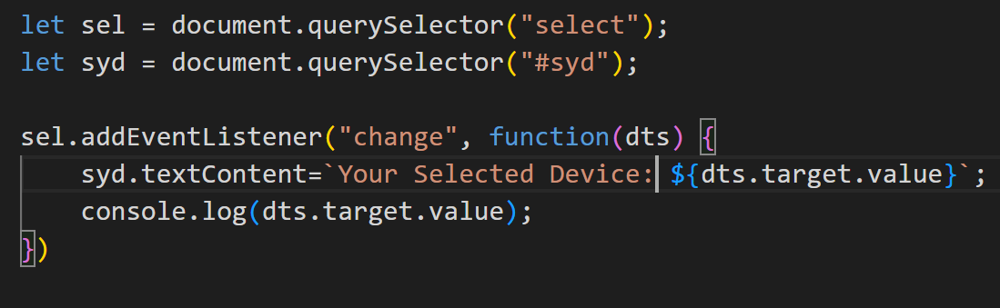 let sel = document.querySelector("select");
let syd = document.querySelector("#syd");
sel.addEventListener("change", function(dts) {
    syd.textContent=`Your Selected Device: ${dts.target.value}`;
    console.log(dts.target.value);
})